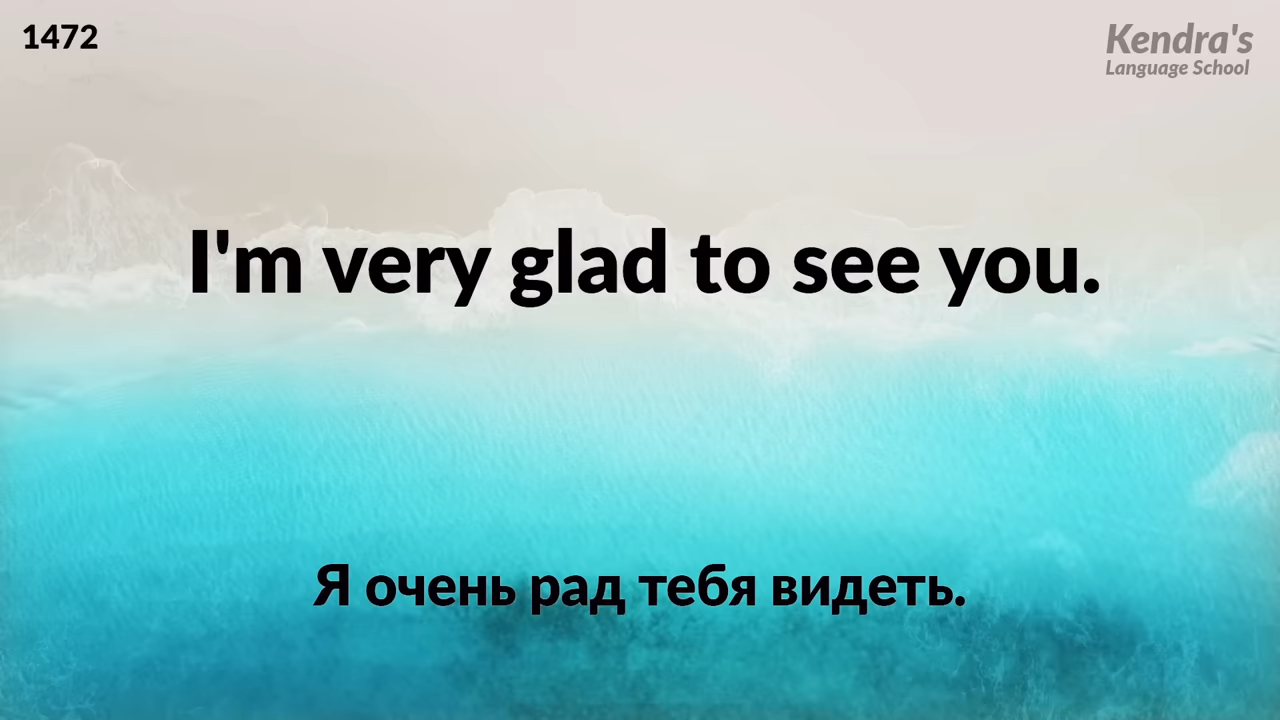 1472
Kendra's
Language School
I'm very glad to see you.
Я очень рад тебя видеть.